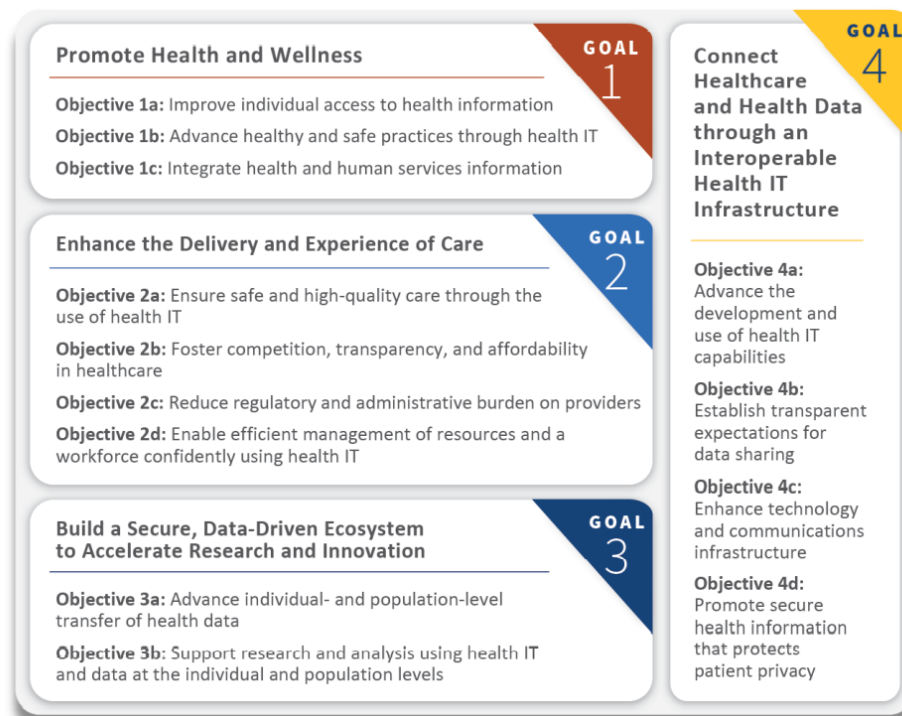 Promote Health and Wellness
GOAL
1
Objective 1a: Improve individual access to health information
Objective 1b: Advance healthy and safe practices through health IT
Objective 1c: Integrate health and human services information
Enhance the Delivery and Experience of Care
GOAL
2
Objective 2a: Ensure safe and high-quality care through the
use of health IT
Objective 2b: Foster competition, transparency, and affordability
in healthcare
Objective 2c: Reduce regulatory and administrative burden on providers
Objective 2d: Enable efficient management of resources and a
workforce confidently using health IT
Build a Secure, Data-Driven Ecosystem
to Accelerate Research and Innovation
GOAL
3
Objective 3a: Advance individual- and population-level
transfer of health data
Objective 3b: Support research and analysis using health IT
and data at the individual and population levels
GOAL
4
Connect
Healthcare
and Health Data
through an
Interoperable
Health IT
Infrastructure
Objective 4a:
Advance the
development and
use of health IT
capabilities
Objective 4b:
Establish transparent
expectations for
data sharing
Objective 4c:
Enhance technology
and communications
infrastructure
Objective 4d:
Promote secure
health information
that protects
patient privacy